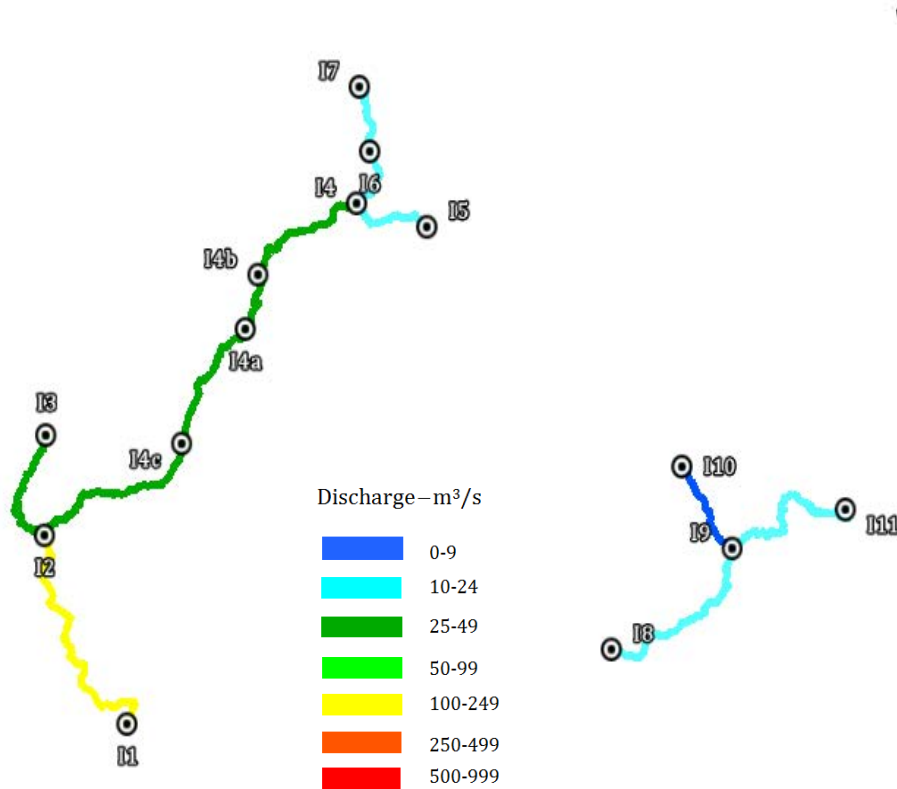 I7
I4
I6
I5
I4b
I4a
I3
I4c
I10
I9
I11
I2
I8
I1
Discharge–m³/s
0-9
10-24
25-49
50-99
100-249
250-499
500-999